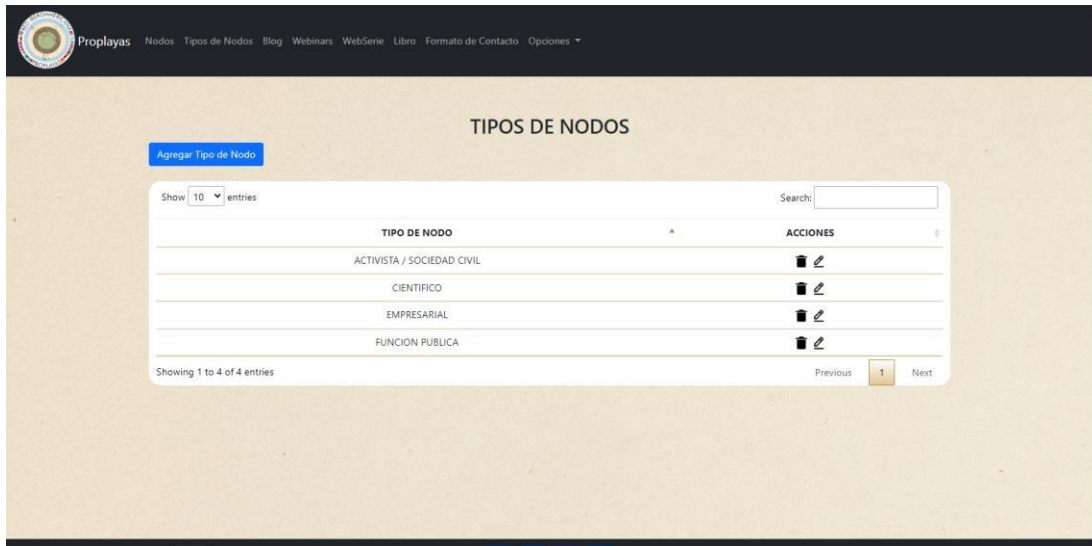 Proplayas Nodos Tipos de Nodos Blog Webinars WebSerie Libro Formato de Contacto Opciones
TIPOS DE NODOS
Agregar Tipo de Nodo
Show 10 entries Search:
TIPO DE NODO ACCIONES
ACTIVISTA / SOCIEDAD CIVIL
CIENTIFICO
EMPRESARIAL
FUNCION PUBLICA
Showing 1 to 4 of 4 entries Previous 1 Next